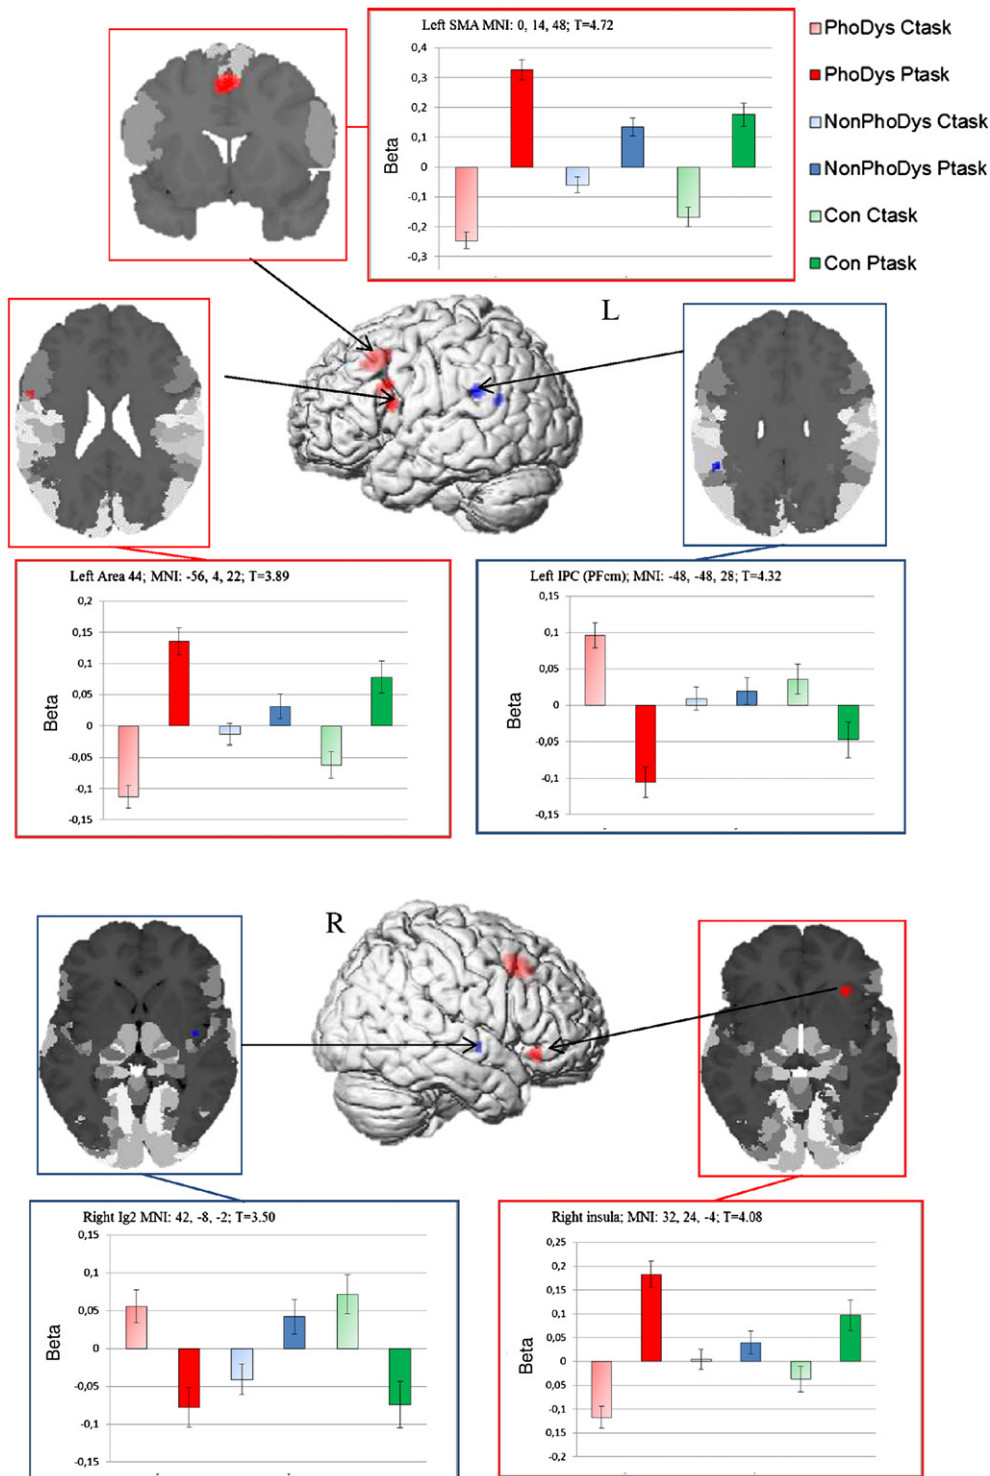 Left SMA MNI: 0, 14, 48; T=4.72
0,4
0,3
0,2
0,1
0
-0,1
-0,2
-0,3
Beta
PhoDys Ctask
PhoDys Ptask
NonPhoDys Ctask
NonPhoDys Ptask
Con Ctask
Con Ptask
L
Left Area 44; MNI: -56, 4, 22; T=3.89
0,2
0,15
0,1
0,05
0
-0,05
-0,1
-0,15
Beta
Left IPC (PFcm); MNI: -48, -48, 28; T=4.32
0,15
0,1
0,05
0
-0,05
-0,1
-0,15
Beta
R
Right Ig2 MNI: 42, -8, -2; T=3.50
0,15
0,1
0,05
0
-0,05
-0,1
-0,15
Beta
Right insula; MNI: 32, 24, -4; T=4.08
0,25
0,2
0,15
0,1
0,05
0
-0,05
-0,1
0,15
-0,2
Beta